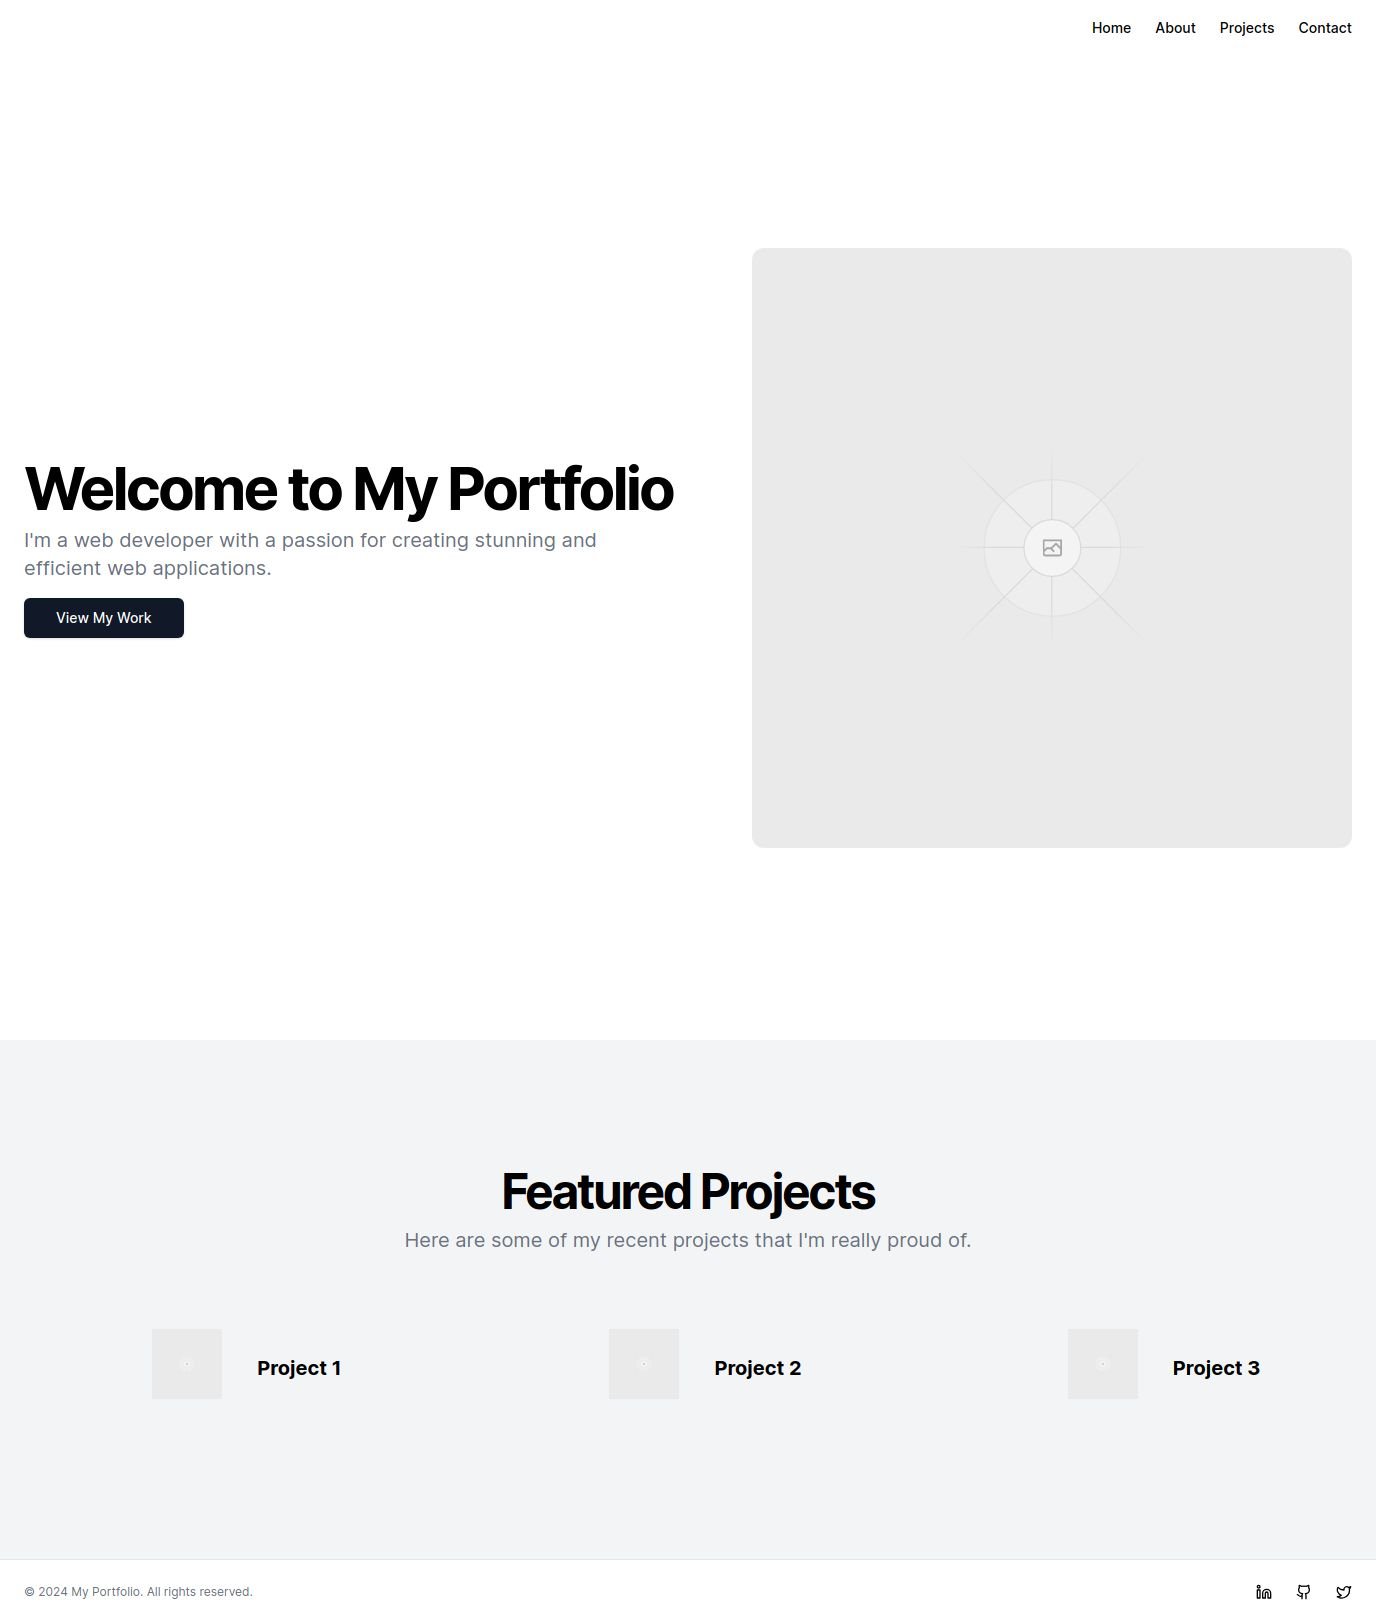 Home About Projects Contact
Welcome to My Portfolio
I'm a web developer with a passion for creating stunning and
efficient web applications.
View My Work
Featured Projects
Here are some of my recent projects that I'm really proud of.
Project 1 Project 2 Project 3
© 2024 My Portfolio. All rights reserved.